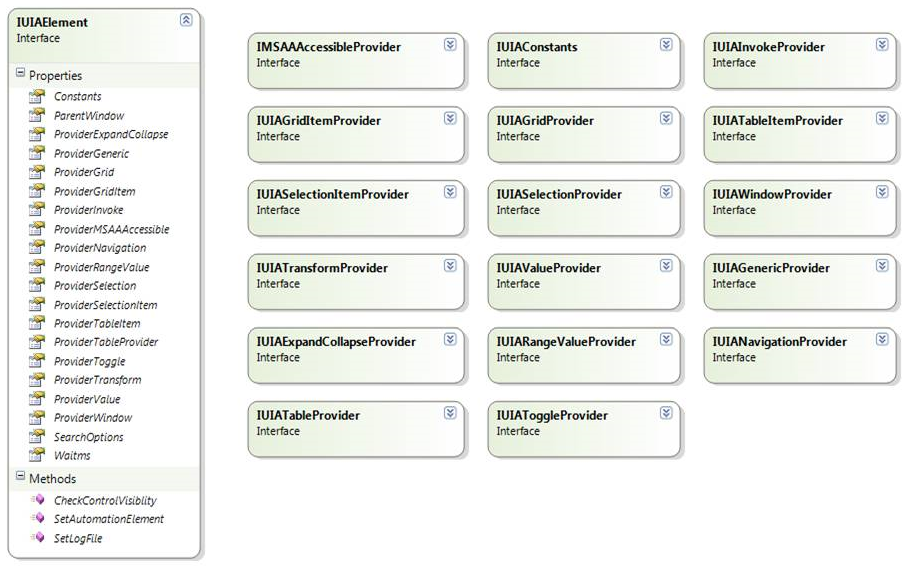 IUIAElement
Interface
Properties
Constants
ParentWindow
ProviderExpandCollapse
ProviderGeneric
ProviderGrid
ProviderGridItem
ProviderInvoke
ProviderMSAAAccessible
ProviderNavigation
ProviderRangeValue
ProviderSelection
ProviderSelectionItem
ProviderTableItem
ProviderTableProvider
ProviderToggle
ProviderTransform
ProviderValue
ProviderWindow
SearchOptions
Waitms
Methods
CheckControlVisiblity
SetAutomationElement
SetLogFile
IMSAAAccessibleProvider
Interface
IUIAConstants
Interface
IUIAInvokeProvider
Interface
IUIAGridItemProvider
Interface
IUIAGridProvider
Interface
IUIATableItemProvider
Interface
IUIASelectionItemProvider
Interface
IUIASelectionProvider
Interface
IUIAWindowProvider
Interface
IUIATransformProvider
Interface
IUIAValueProvider
Interface
IUIAGenericProvider
Interface
IUIAExpandCollapseProvider
Interface
IUIARangeValueProvider
Interface
IUIANavigationProvider
Interface
IUIATableProvider
Interface
IUIAToggleProvider
Interface